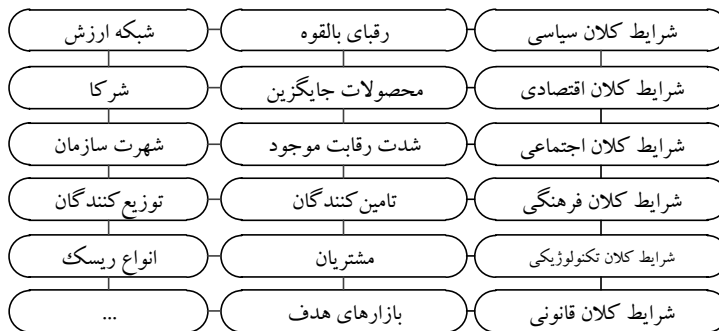 شرایط کلان سیاسی
رقبای بالقوه
شبکه ارزش
شرایط کلان اقتصادی
محصولات جایگزین
شرکا
شرایط کلان اجتماعی
شدت رقابت موجود
شهرت سازمان
شرایط کلان فرهنگی
تامین‌کنندگان
توزیع‌کنندگان
شرایط کلان تکنولوژیکی
مشتریان
انواع ریسک
شرایط کلان قانونی
بازارهای هدف
...